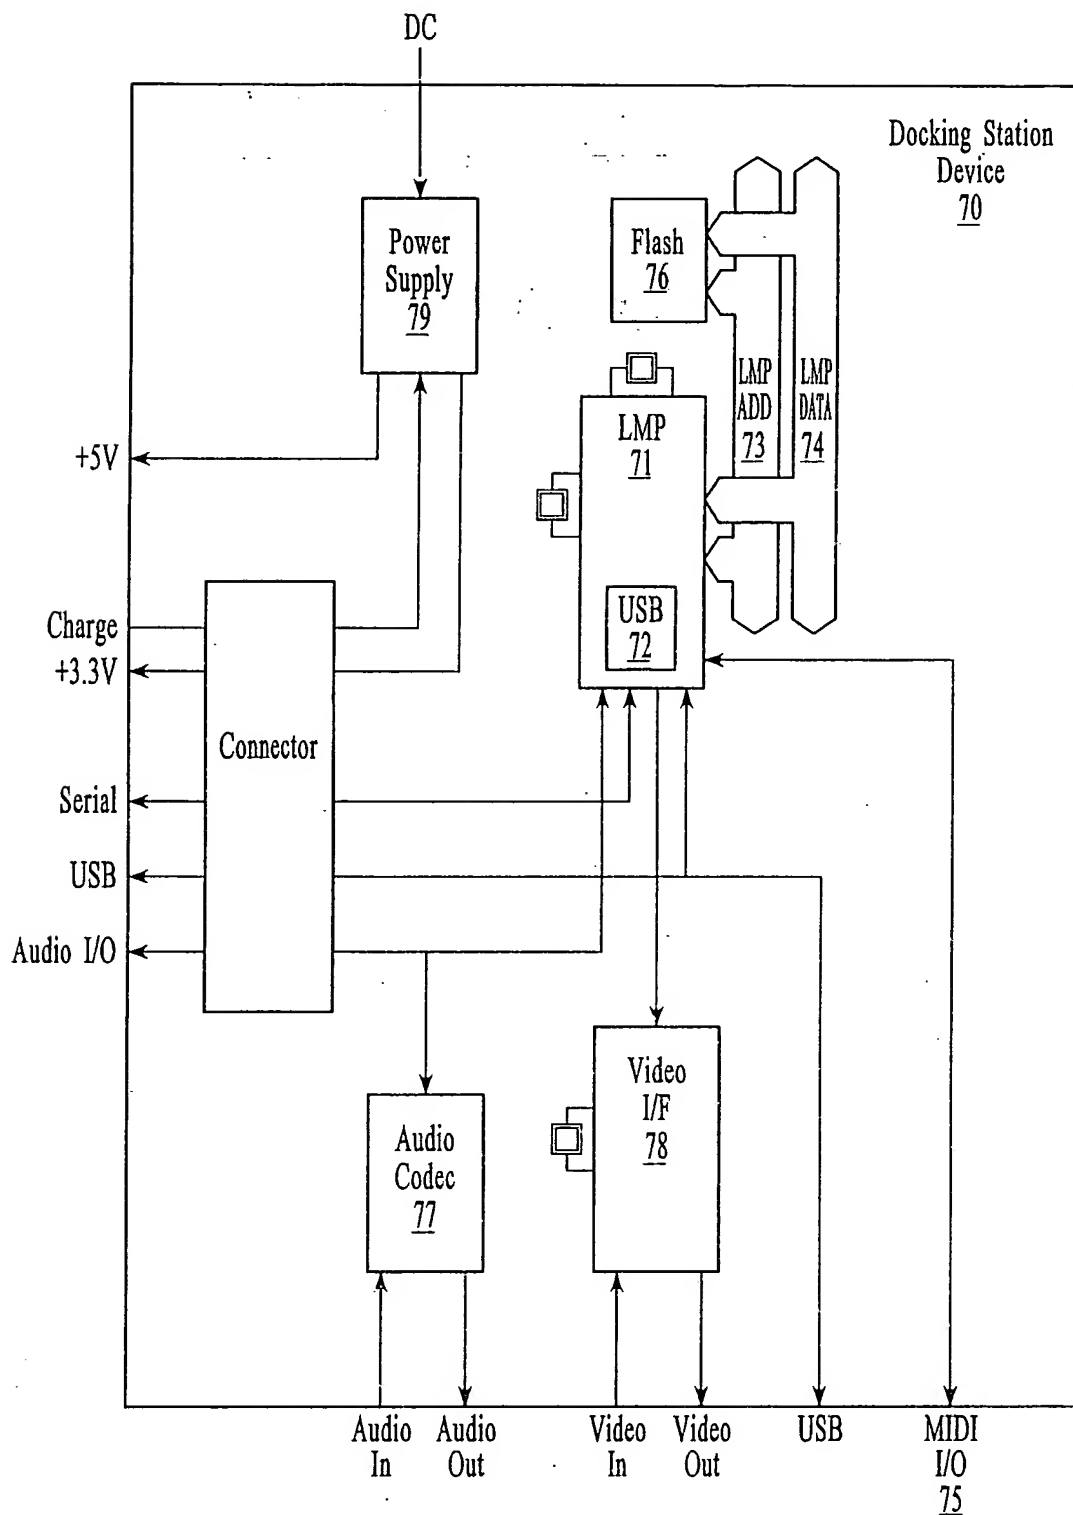 DC
Docking Station
Device
70
Power
Supply
79
Flash
76
LMP
ADD
73
LMP
DATA
74
LMP
71
+5V
USB
72
Charge
+3.3V
Connector
Serial
USB
Audio I/O
Video
I/F
78
Audio
Codec
77
Audio
In
Audio
Out
Video
In
Video
Out
USB
MIDI
I/O
75